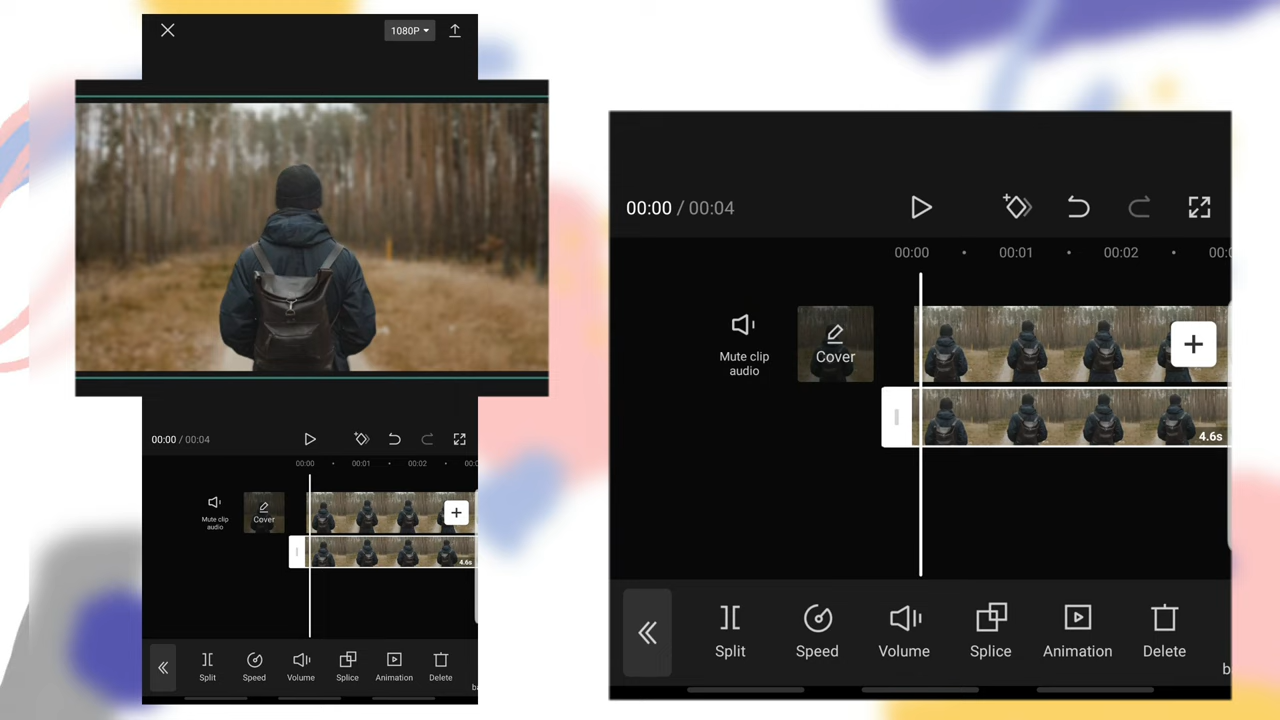 1080P
00:00 / 00:04
00:00 00:01 00:02
Mute clip
audio
Cover
4.6s
Split Speed Volume Splice Animation Delete
00:00 / 00:04
00:00 00:01 00:02
Mute clip
audio
Cover
4.6s
Split Speed Volume Splice Animation Delete